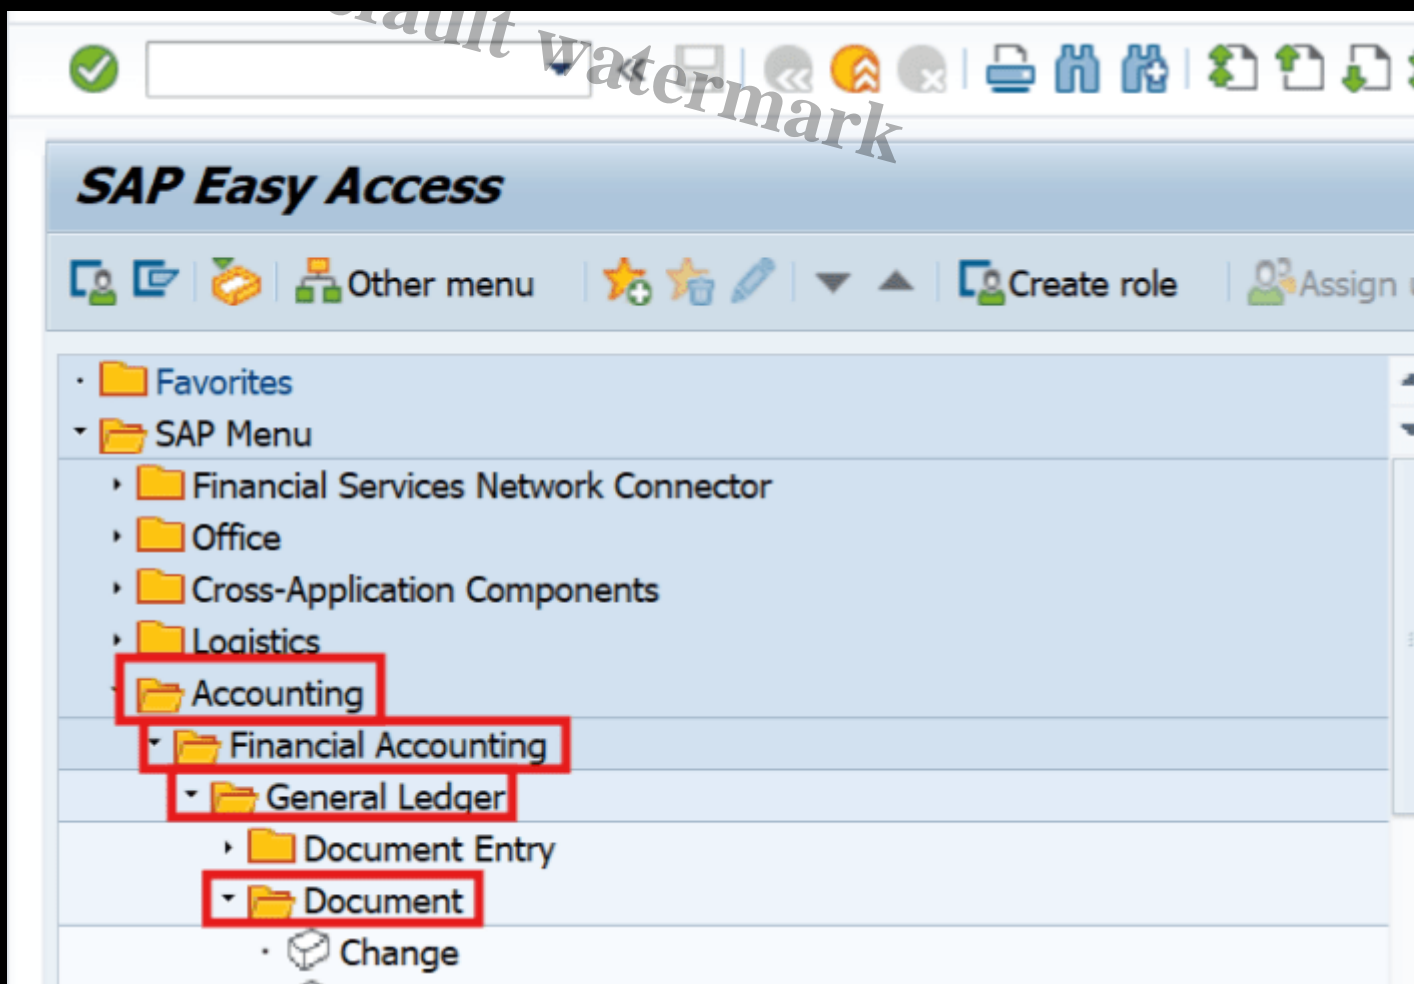 watermark
SAP Easy Access
Other menu
Create role
Assign
Favorites
SAP Menu
Financial Services Network Connector
Office
Cross-Application Components
Logistics
Accounting
Financial Accounting
General Ledger
Document Entry
Document
Change